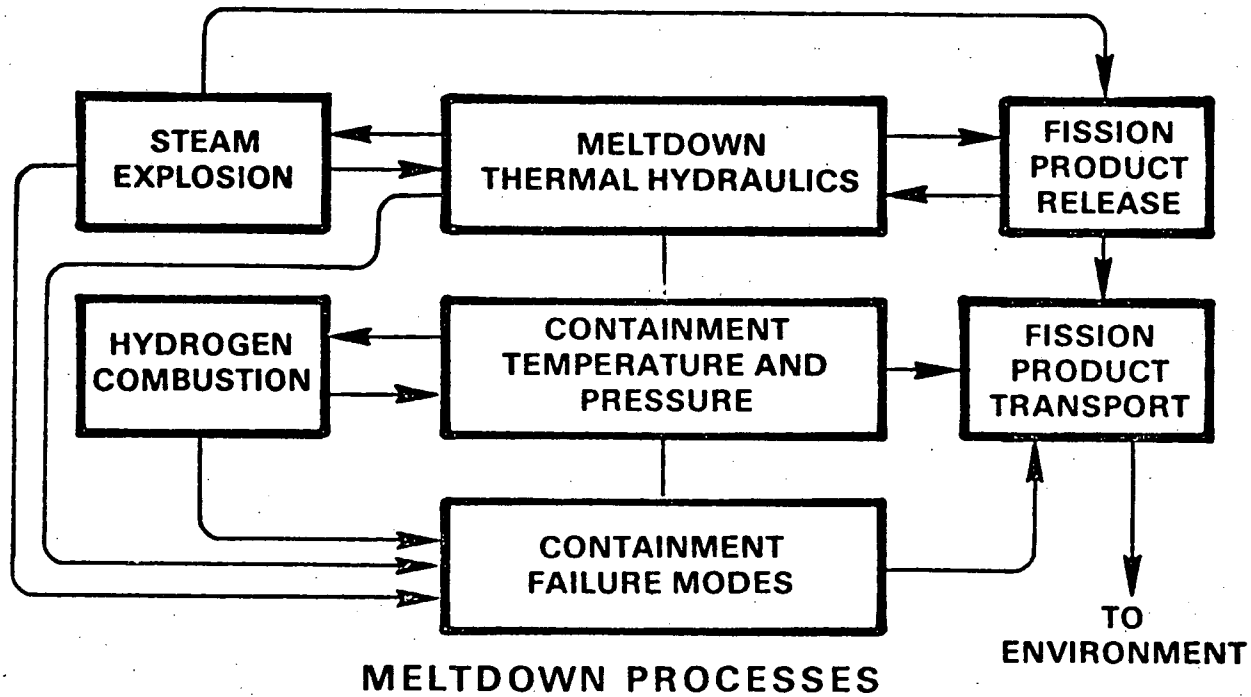 STEAM
EXPLOSION
MELTDOWN
THERMAL HYDRAULICS
FISSION
PRODUCT
RELEASE
HYDROGEN
COMBUSTION
CONTAINMENT
TEMPERATURE AND
PRESSURE
FISSION
PRODUCT
TRANSPORT
CONTAINMENT
FAILURE MODES
TO
ENVIRONMENT
MELTDOWN PROCESSES